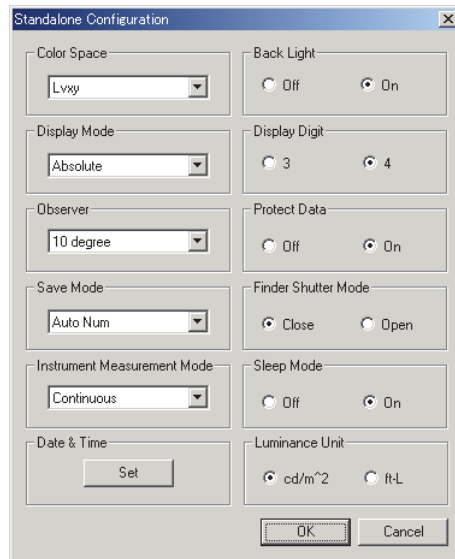 Standalone Configuration
Color Space
Lvxy
Back Light
Off
On
Display Mode
Absolute
Display Digit
3
4
Observer
10 degree
Protect Data
Off
On
Save Mode
Auto Num
Finder Shutter Mode
Close
Open
Instrument Measurement Mode
Continuous
Sleep Mode
Off
On
Date & Time
Set
Luminance Unit
cd/m^2
ft-L
OK
Cancel